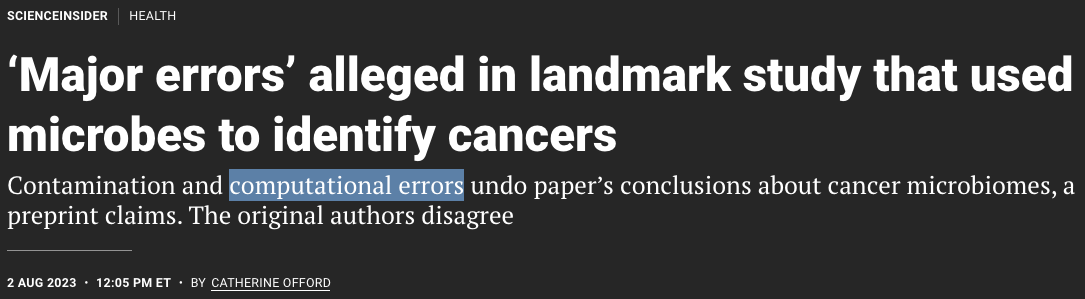 SCIENCEINSIDER | HEALTH
‘Major errors’ alleged in landmark study that used
microbes to identify cancers
Contamination and computational errors undo paper’s conclusions about cancer microbiomes, a
preprint claims. The original authors disagree
2 AUG 2023 • 12:05 PM ET • BY CATHERINE OFFORD